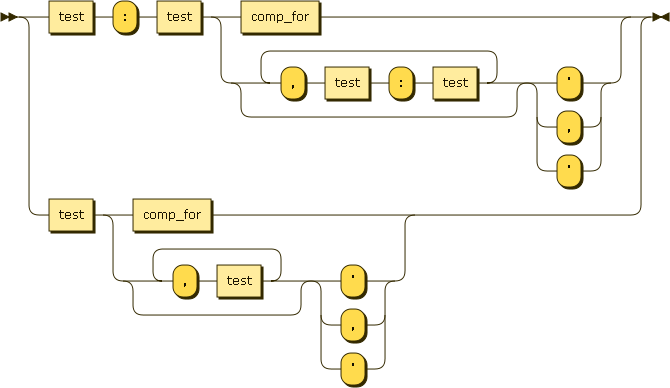 test : test comp_for
, test : test '
,
'
test comp_for
, test '
,
'